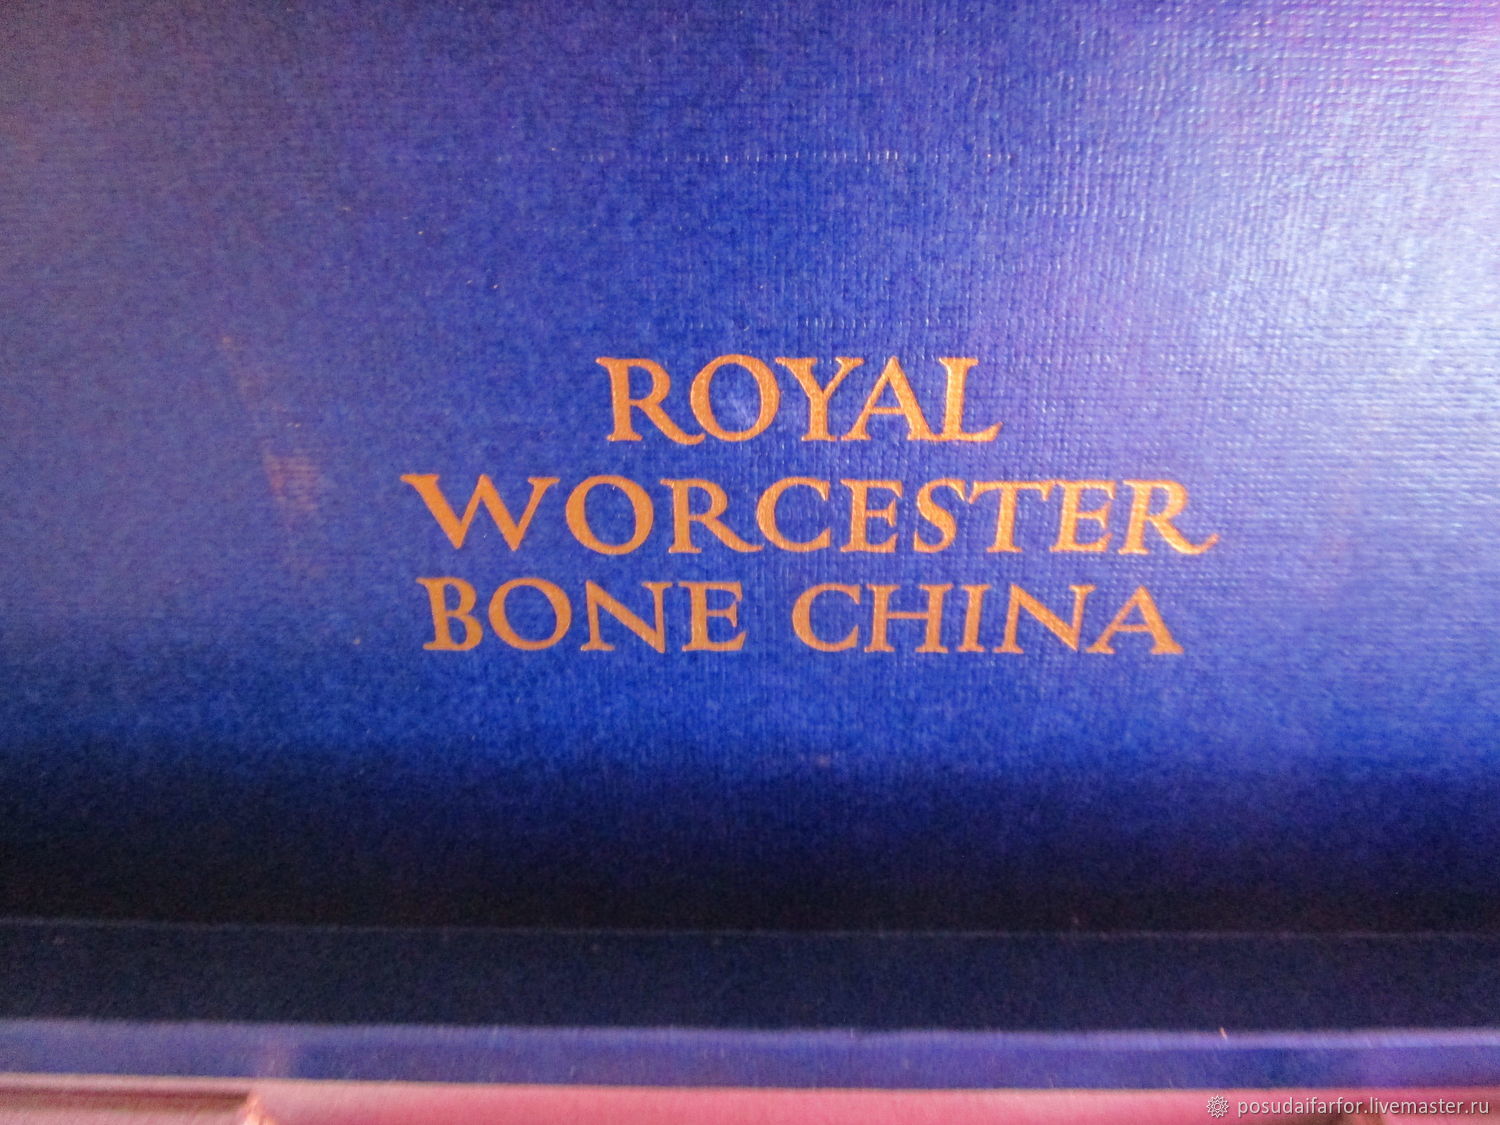 ROYAL
WORCESTER
BONE CHINA
posudaifarfor.livemaster.ru